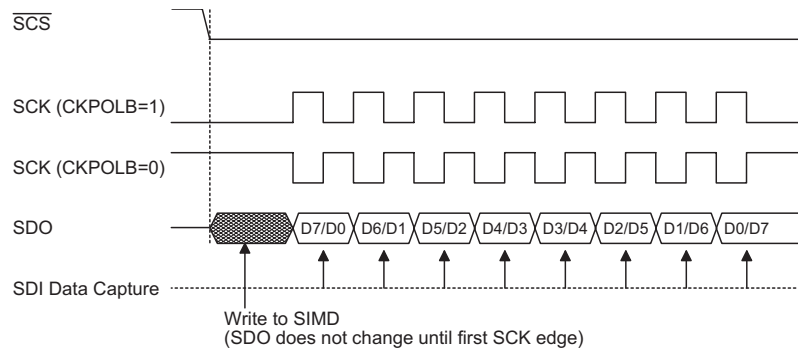 SCS
SCK (CKPOLB=1)
SCK (CKPOLB=0)
SDO
D7/D0 D6/D1 D5/D2 D4/D3 D3/D4 D2/D5 D1/D6 D0/D7
SDI Data Capture
Write to SIMD
(SDO does not change until first SCK edge)